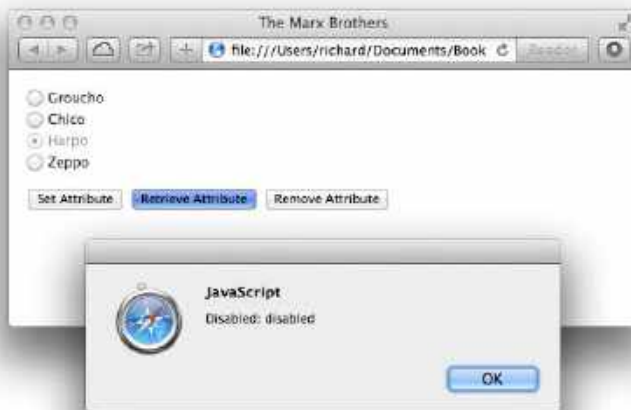 The Marx Brothers
file:///Users/richard/Documents/Book
Reader
Groucho
Chico
Harpo
Zeppo
Set Attribute Retrieve Attribute Remove Attribute
JavaScript
Disabled: disabled
OK